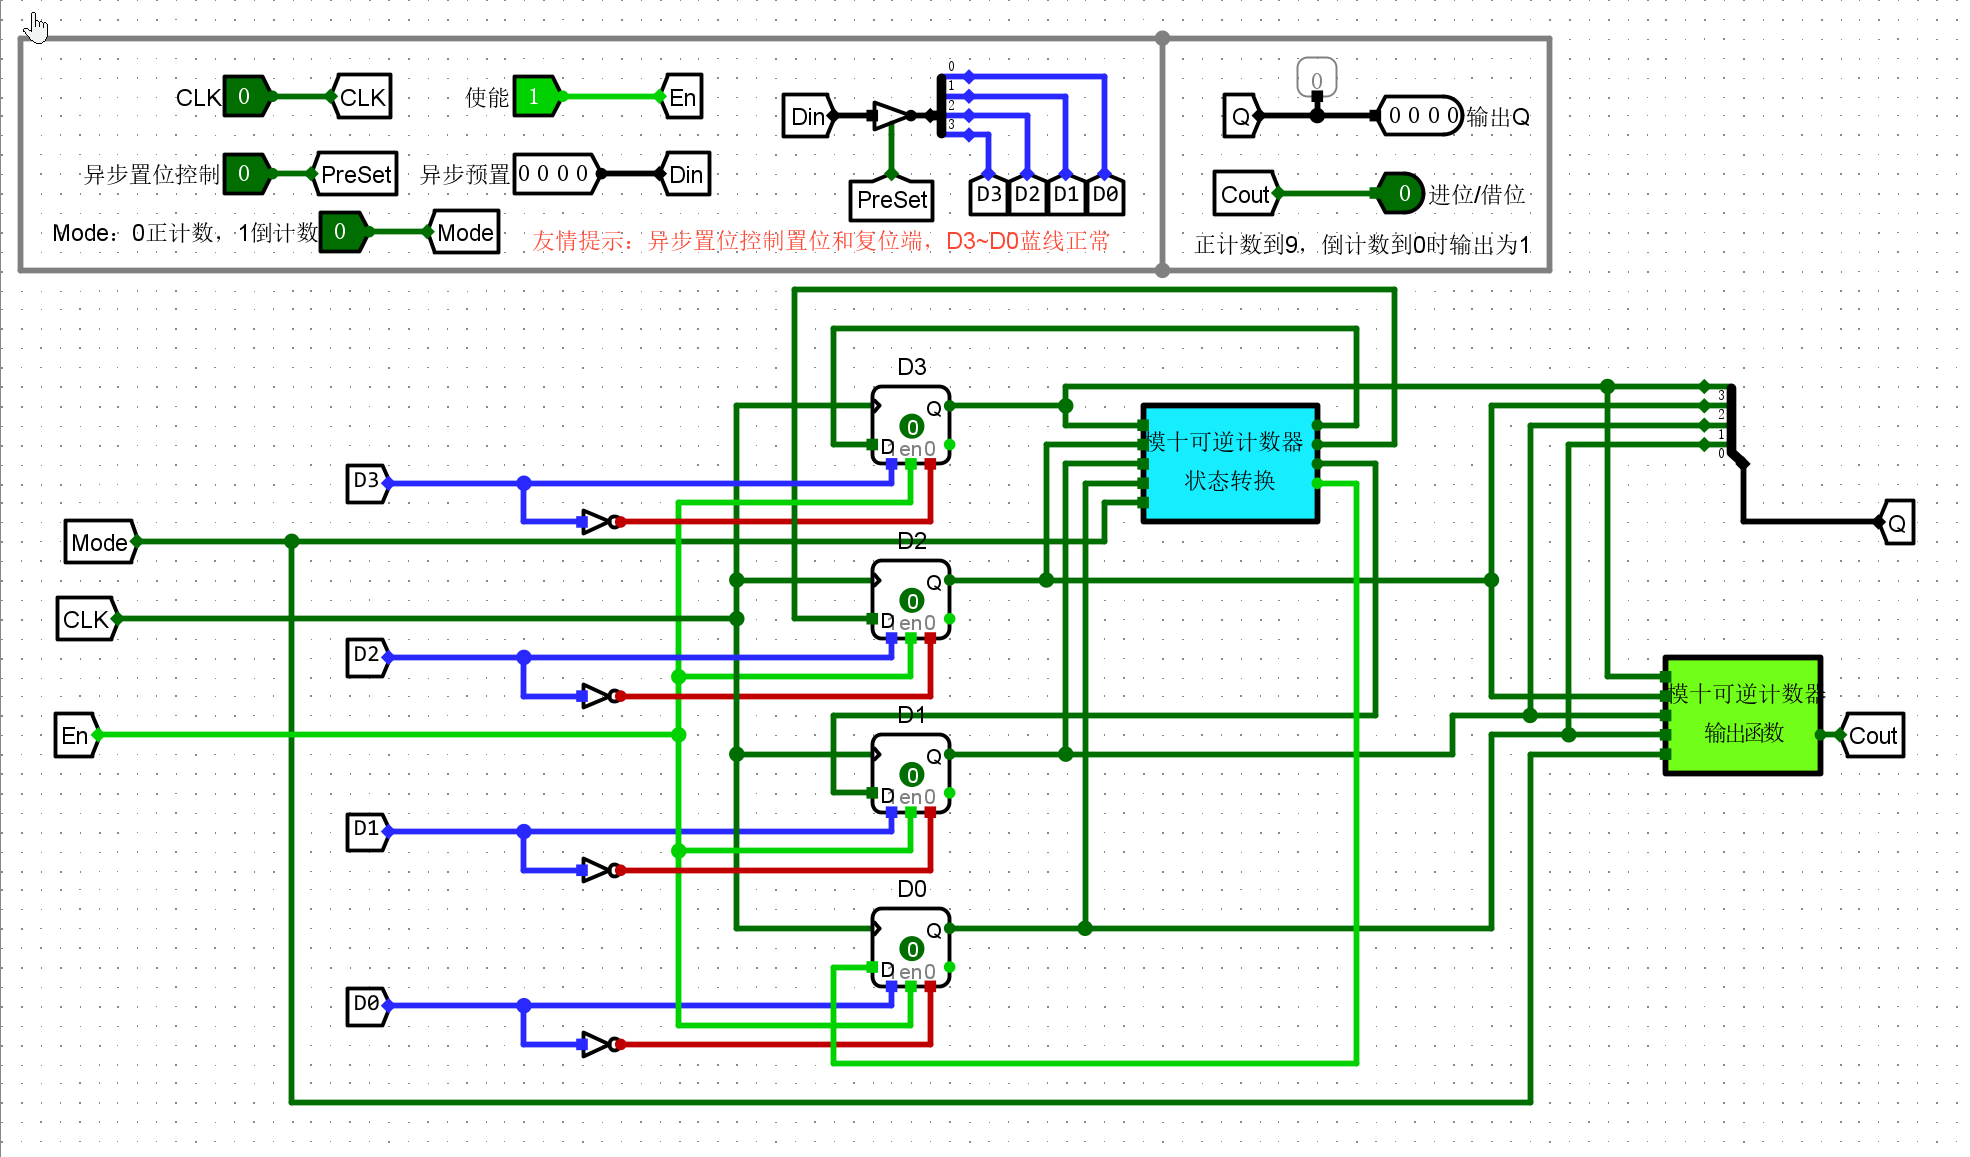 CLK 0 CLK
使能 1 En
异步置位控制 0 PreSet
异步预置 0 0 0 0 Din
Mode：0正计数，1倒计数 0 Mode
Din
0
1
2
3
PreSet
D3 D2 D1 D0
友情提示：异步置位控制置位和复位端，D3~D0蓝线正常
0
Q 0 0 0 0 输出Q
Cout 0 进位/借位
正计数到9，倒计数到0时输出为1
D3
Q
0
D 1 en 0
模十可逆计数器
状态转换
3
2
1
0
D3
Q
Mode
D2
Q
0
D 1 en 0
CLK
D2
En
D1
Q
0
D 1 en 0
模十可逆计数器
输出函数
Cout
D1
D0
Q
0
D 1 en 0
D0